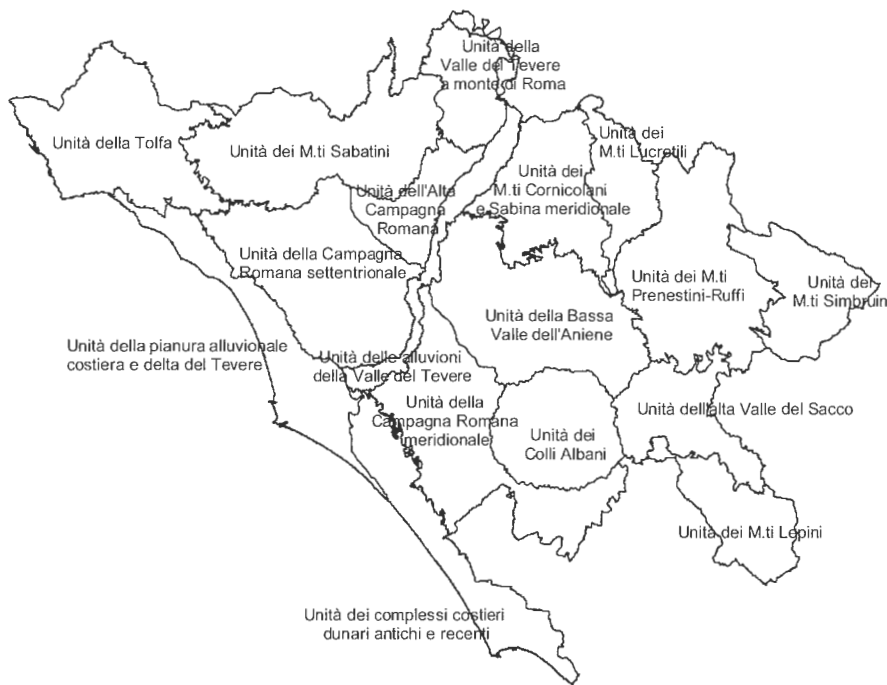 Unità della
Valle del Tevere
a monte di Roma
Unità della Tolfa
Unità dei M.ti Sabatini
Unità dei
M.ti Lucretili
Unità dei
M.ti Cornicolani
e Sabina meridionale
Unità dell'Alta
Campagna
Romana
Unità della Campagna
Romana settentrionale
Unità dei M.ti
Prenestini-Ruffi
Unità dei
M.ti Simbruin
Unità della Bassa
Valle dell'Aniene
Unità della pianura alluvionale
costiera e delta del Tevere
Unità delle alluvioni
della Valle del Tevere
Unità della
Campagna Romana
meridionale
Unità dei
Colli Albani
Unità dell'alta Valle del Sacco
Unità dei M.ti Lepini
Unità dei complessi costieri
dunari antichi e recenti